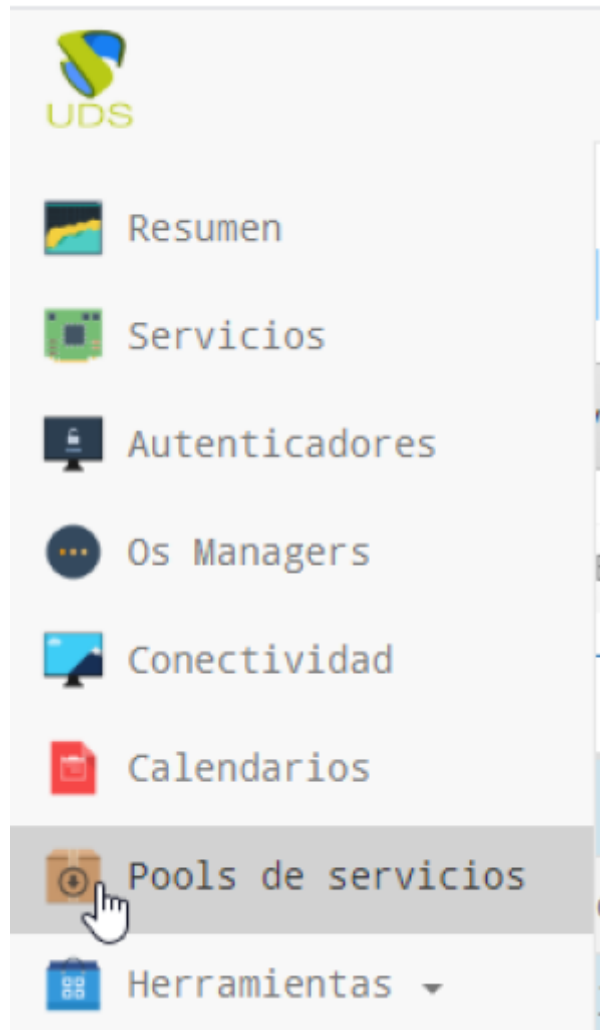 UDS
Resumen
Servicios
Autenticadores
Os Managers
Conectividad
Calendarios
Pools de servicios
Herramientas